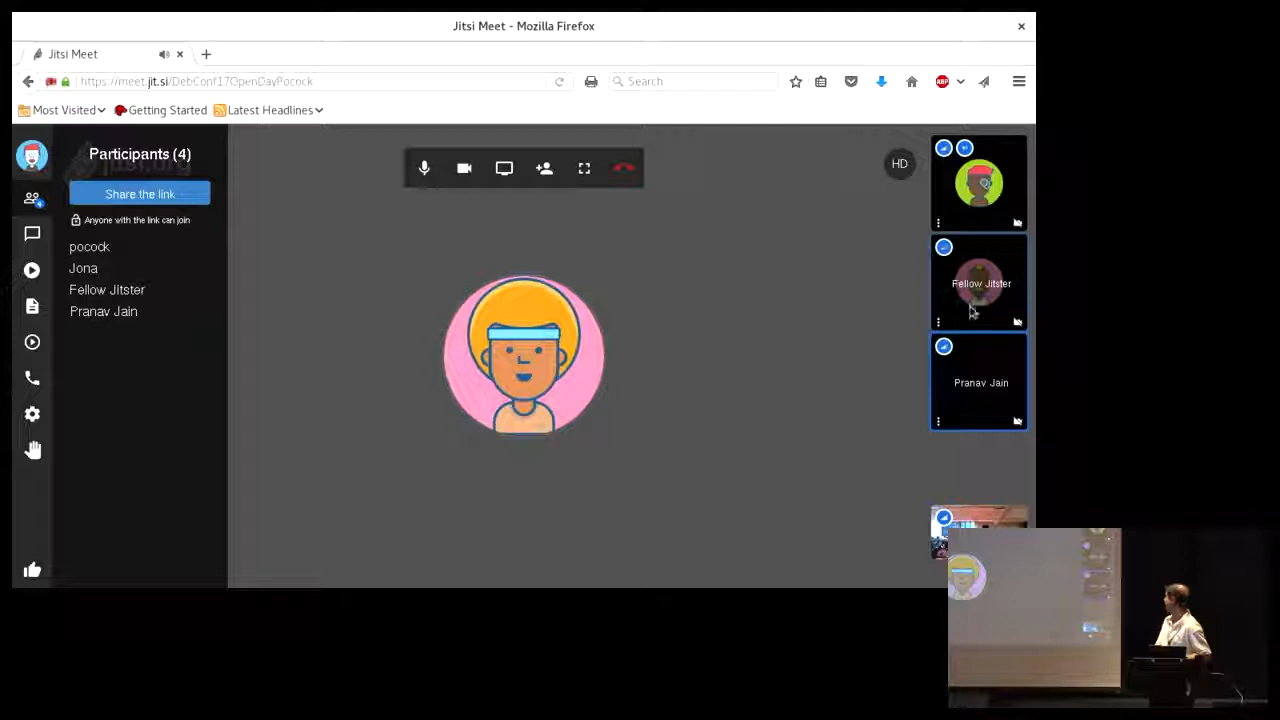 Jitsi Meet - Mozilla Firefox
Jitsi Meet
https://meet.jit.si/DebConf17OpenDayPocock
Search
ABP
Most Visited
Getting Started
Latest Headlines
Participants (4)
Share the link
Anyone with the link can join
pocock
Jona
Fellow Jitster
Pranav Jain
HD
Fellow Jitster
Pranav Jain